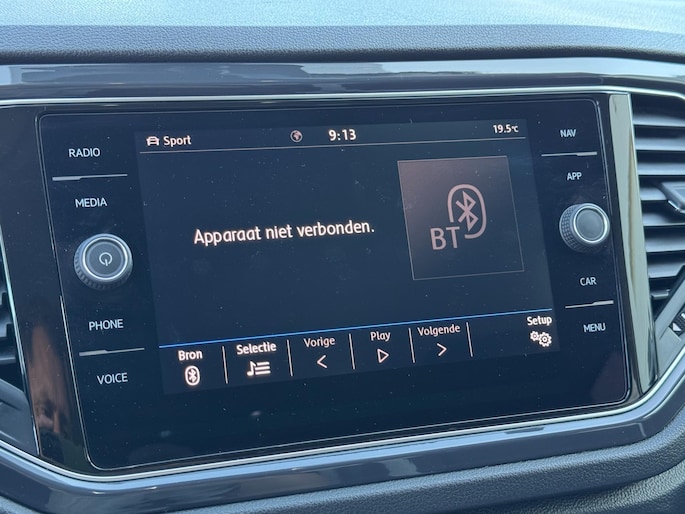 RADIO
MEDIA
PHONE
VOICE
Sport
9:13
19.5°C
Apparaat niet verbonden.
BT
Bron
Selectie
Vorige
Play
Volgende
Setup
NAV
APP
CAR
MENU